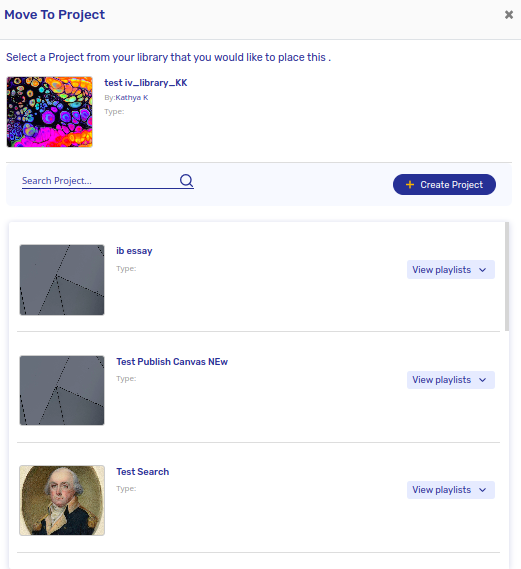 Move To Project
×
Select a Project from your library that you would like to place this .
test iv_library_KK
By:Kathya K
Type:
Search Project...
+ Create Project
ib essay
Type:
View playlists
Test Publish Canvas NEw
Type:
View playlists
Test Search
Type:
View playlists